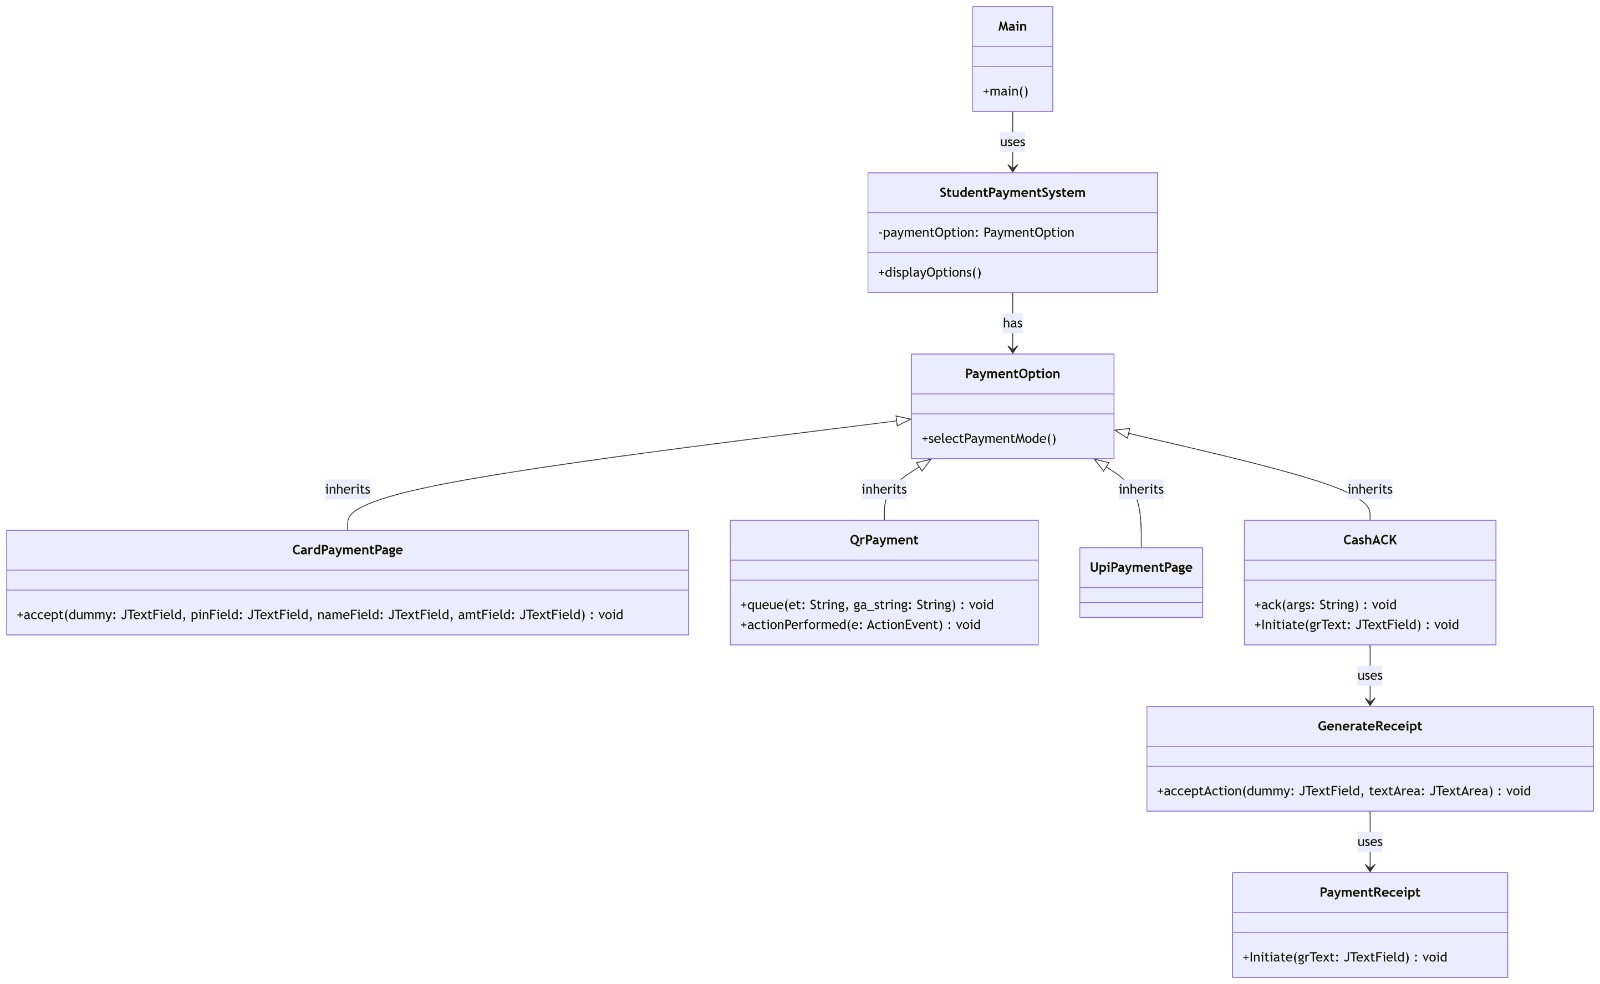 Main
+main()
uses
StudentPaymentSystem
-paymentOption: PaymentOption
+displayOptions()
has
PaymentOption
+selectPaymentMode()
inherits
inherits
inherits
inherits
CardPaymentPage
+accept(dummy: JTextField, pinField: JTextField, nameField: JTextField, amtField: JTextField) : void
QrPayment
+queue(et: String, ga_string: String) : void
+actionPerformed(e: ActionEvent) : void
UpiPaymentPage
CashACK
+ack(args: String) : void
+Initiate(grText: JTextField) : void
uses
GenerateReceipt
+acceptAction(dummy: JTextField, textArea: JTextArea) : void
uses
PaymentReceipt
+Initiate(grText: JTextField) : void